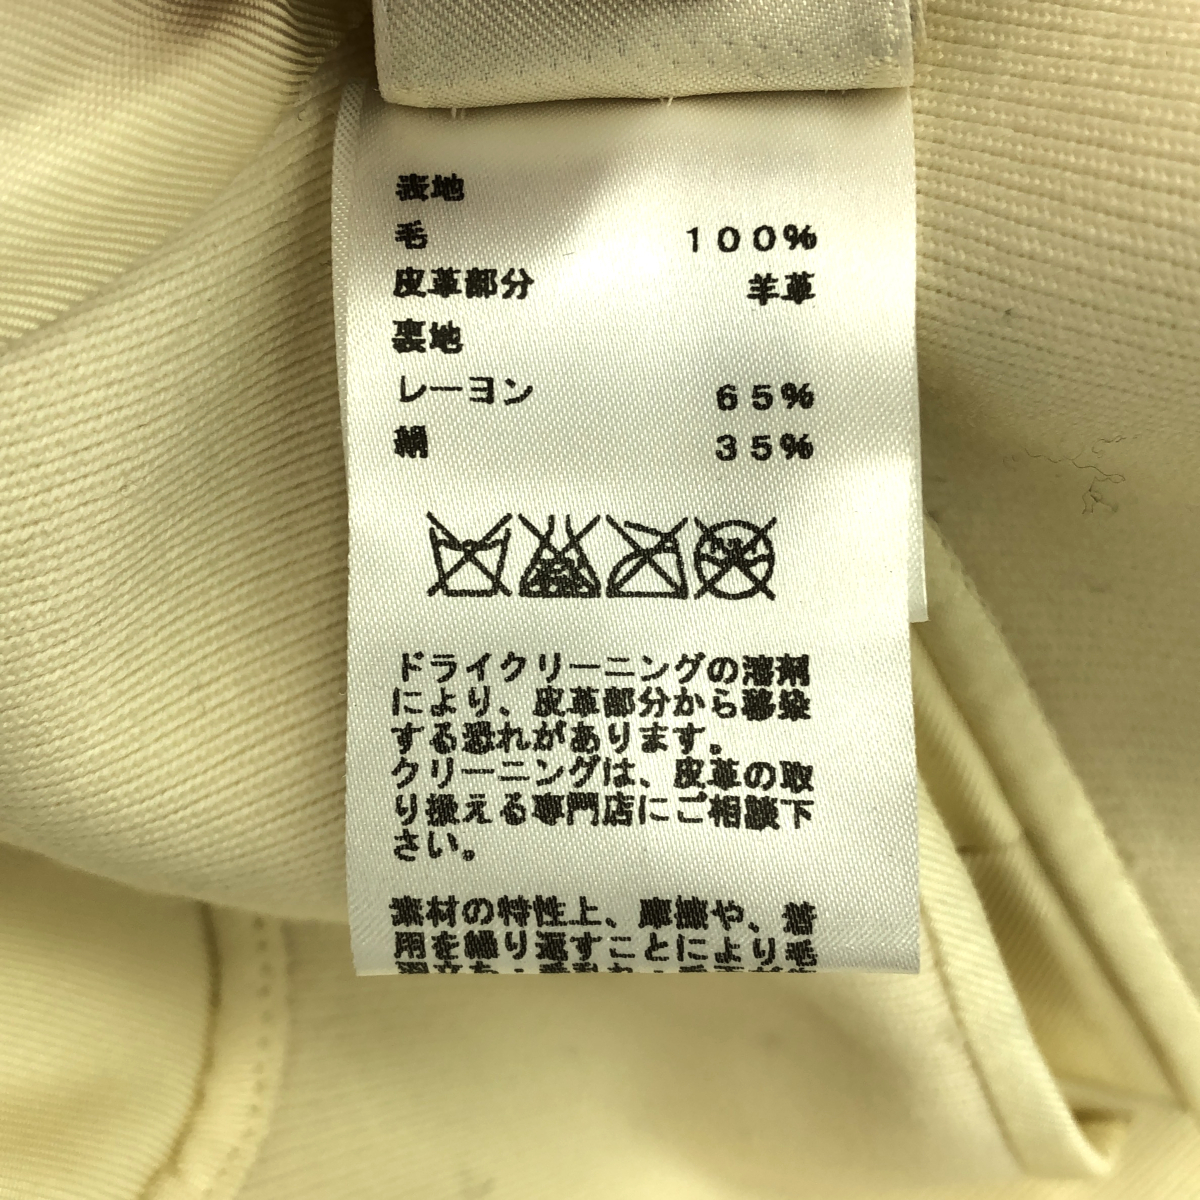 表地
毛 100%
皮革部分 羊革
裏地
レーヨン 65%
絹 35%
ドライクリーニングの溶剤
により、皮革部分から移染
する恐れがあります。
クリーニングは、皮革の取
り扱える専門店にご相談下
さい。
素材の特性上、摩擦や、着
用を繰り返すことにより毛